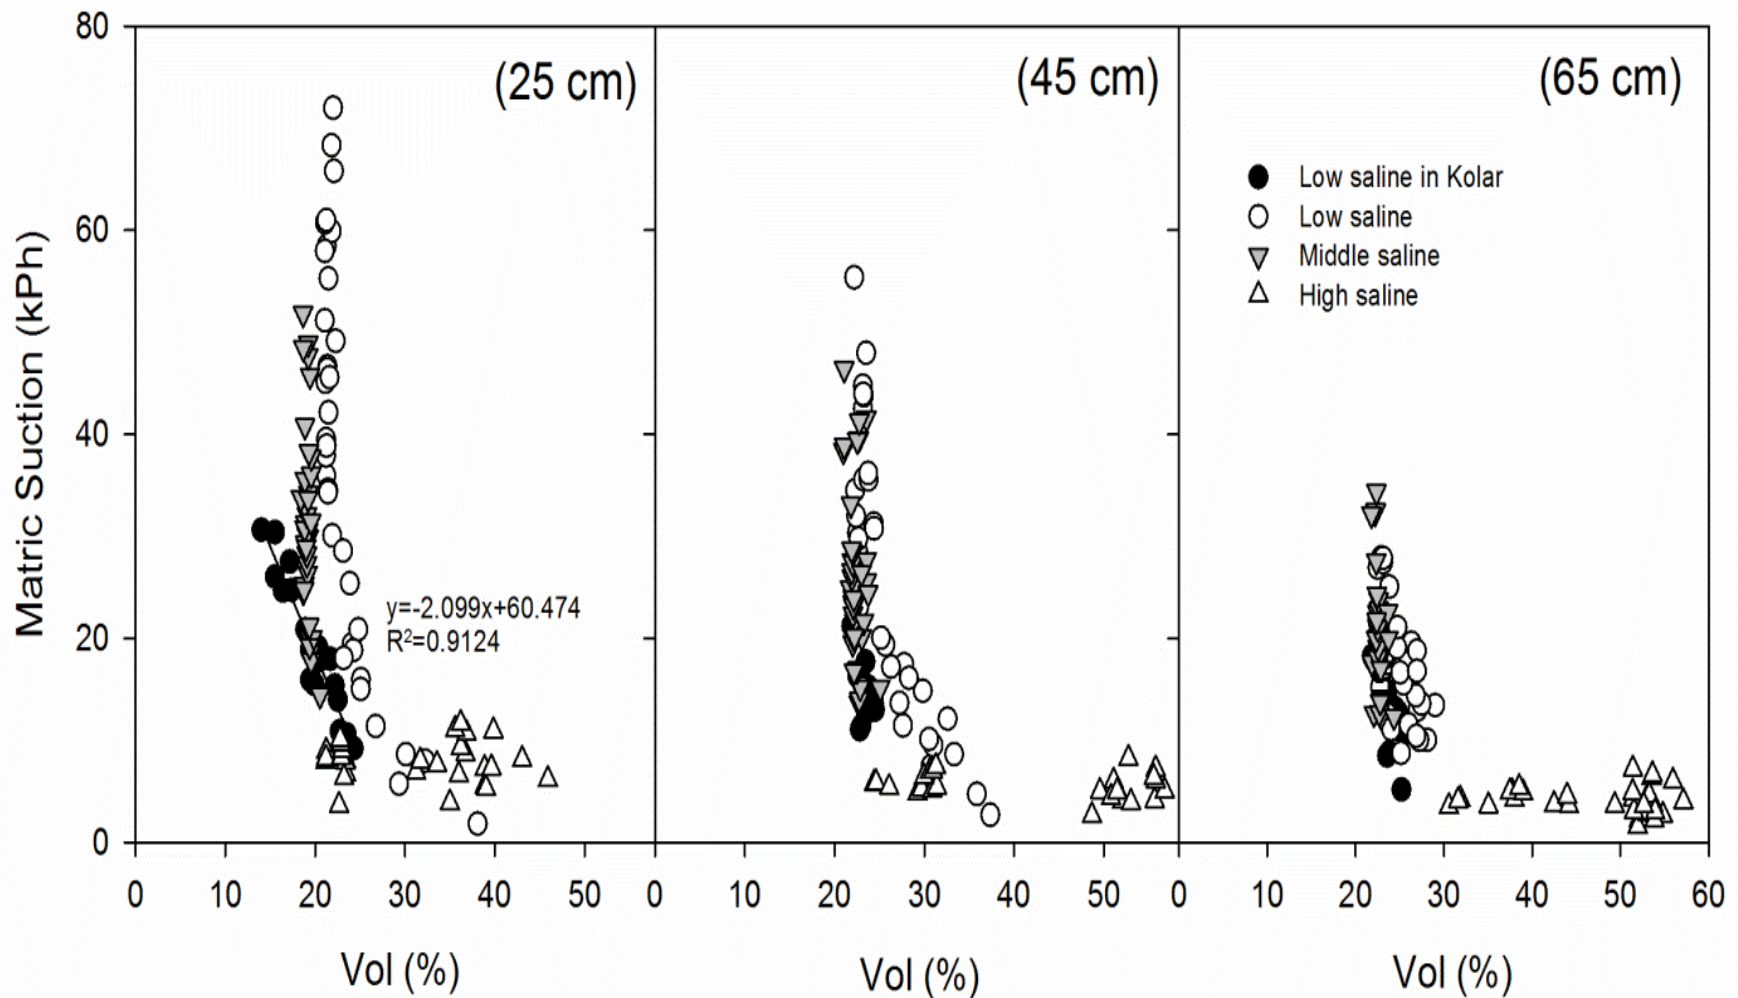 80
60
40
20
0
Matric Suction (kPh)
(25 cm)
(45 cm)
(65 cm)
Low saline in Kolar
Low saline
Middle saline
High saline
y=-2.099x+60.474
R²=0.9124
0 10 20 30 40 50 0 10 20 30 40 50 0 10 20 30 40 50 60
Vol (%) Vol (%) Vol (%)